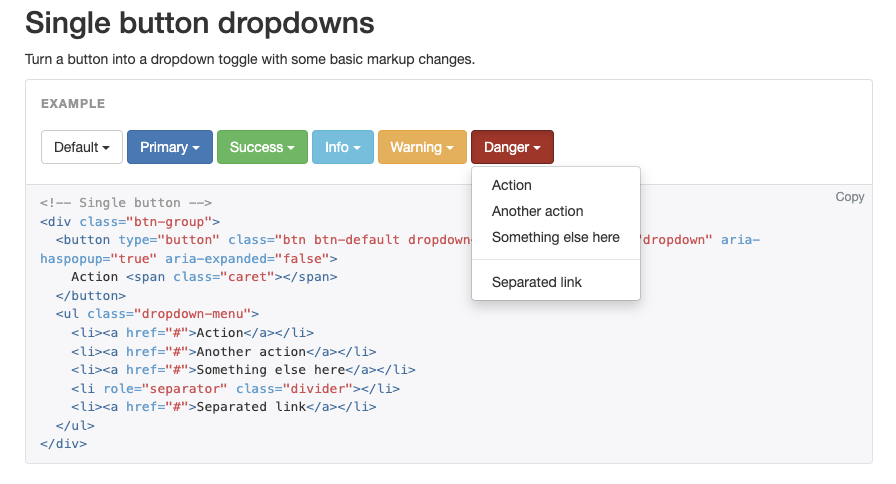 Single button dropdowns
Turn a button into a dropdown toggle with some basic markup changes.
EXAMPLE
Default Primary Success Info Warning Danger
Action
Another action
Something else here
Separated link
Copy
<!-- Single button -->
<div class="btn-group">
  <button type="button" class="btn btn-default dropdown- "dropdown" aria-
haspopup="true" aria-expanded="false">
    Action <span class="caret"></span>
  </button>
  <ul class="dropdown-menu">
    <li><a href="#">Action</a></li>
    <li><a href="#">Another action</a></li>
    <li><a href="#">Something else here</a></li>
    <li role="separator" class="divider"></li>
    <li><a href="#">Separated link</a></li>
  </ul>
</div>